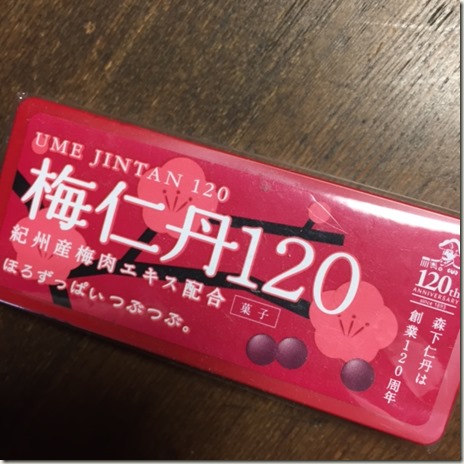 UME JINTAN 120
梅仁丹120
紀州産梅肉エキス配合
ほろずっぱいつぶつぶ。
菓子
120th
ANNIVERSARY
森下仁丹は
創業120周年